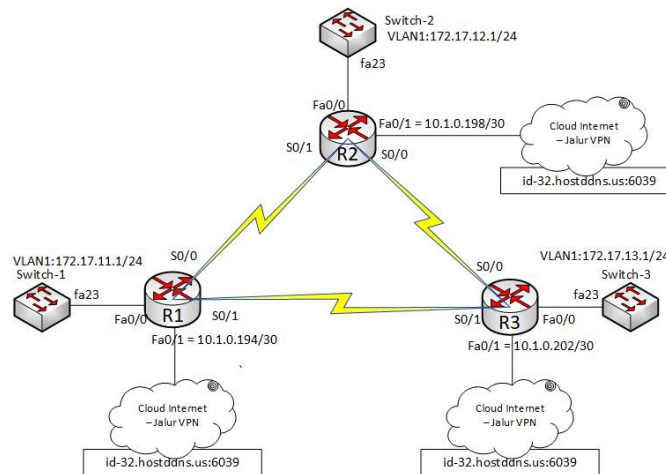 Switch-2
VLAN1:172.17.12.1/24
fa23
Fa0/0
Fa0/1 = 10.1.0.198/30
Cloud Internet
– Jalur VPN
id-32.hostddns.us:6039
S0/1
R2
S0/0
VLAN1:172.17.11.1/24
Switch-1
fa23
Fa0/0
S0/0
R1
S0/1
Fa0/1 = 10.1.0.194/30
Cloud Internet
– Jalur VPN
id-32.hostddns.us:6039
VLAN1:172.17.13.1/24
Switch-3
fa23
S0/0
S0/1
R3
Fa0/0
Fa0/1 = 10.1.0.202/30
Cloud Internet
– Jalur VPN
id-32.hostddns.us:6039